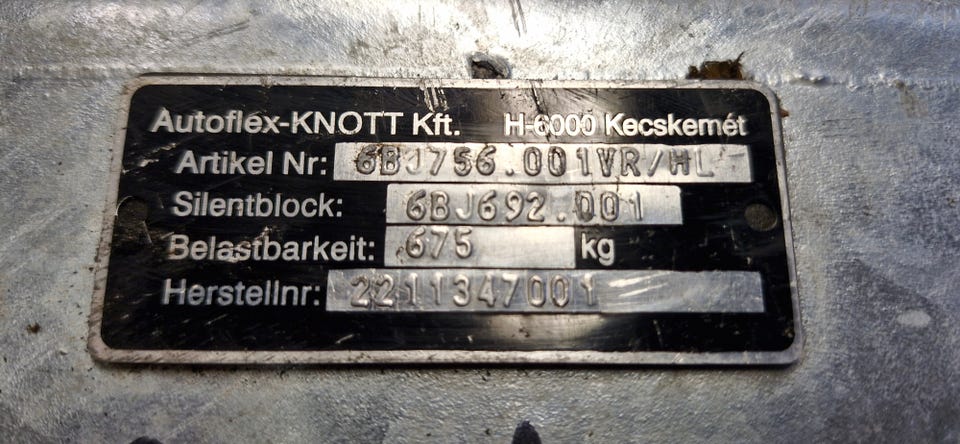 Autoflex-KNOTT Kft. H-6000 Kecskemét
Artikel Nr: 6BJ756.001VR/HL
Silentblock: 6BJ692.001
Belastbarkeit: 675 kg
Herstellnr: 2211347001